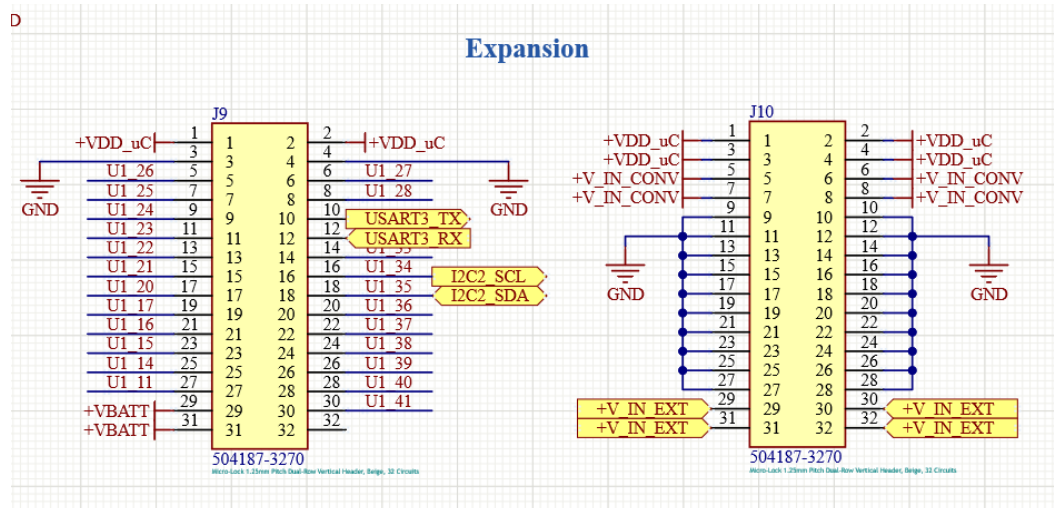 D
Expansion
J9
J10
+VDD_uC 1 1 2 2 +VDD_uC
3 3 4 4
U1_26 5 5 6 6 U1_27
U1_25 7 7 8 8 U1_28
U1_24 9 9 10 10 USART3_TX
U1_23 11 11 12 12 USART3_RX
U1_22 13 13 14 14
U1_21 15 15 16 16 U1_34 I2C2_SCL
U1_20 17 17 18 18 U1_35 I2C2_SDA
U1_17 19 19 20 20 U1_36
U1_16 21 21 22 22 U1_37
U1_15 23 23 24 24 U1_38
U1_14 25 25 26 26 U1_39
U1_11 27 27 28 28 U1_40
+VBATT 29 29 30 30 U1_41
+VBATT 31 31 32 32
GND
GND
504187-3270
Micro-Lock 1.25mm Pitch Dual-Row Vertical Header, Beige, 32 Circuits
+VDD_uC 1 1 2 2 +VDD_uC
+VDD_uC 3 3 4 4 +VDD_uC
+V_IN_CONV 5 5 6 6 +V_IN_CONV
+V_IN_CONV 7 7 8 8 +V_IN_CONV
9 9 10 10
11 11 12 12
13 13 14 14
15 15 16 16
17 17 18 18
19 19 20 20
21 21 22 22
23 23 24 24
25 25 26 26
27 27 28 28
+V_IN_EXT 29 29 30 30 +V_IN_EXT
+V_IN_EXT 31 31 32 32 +V_IN_EXT
GND
GND
504187-3270
Micro-Lock 1.25mm Pitch Dual-Row Vertical Header, Beige, 32 Circuits